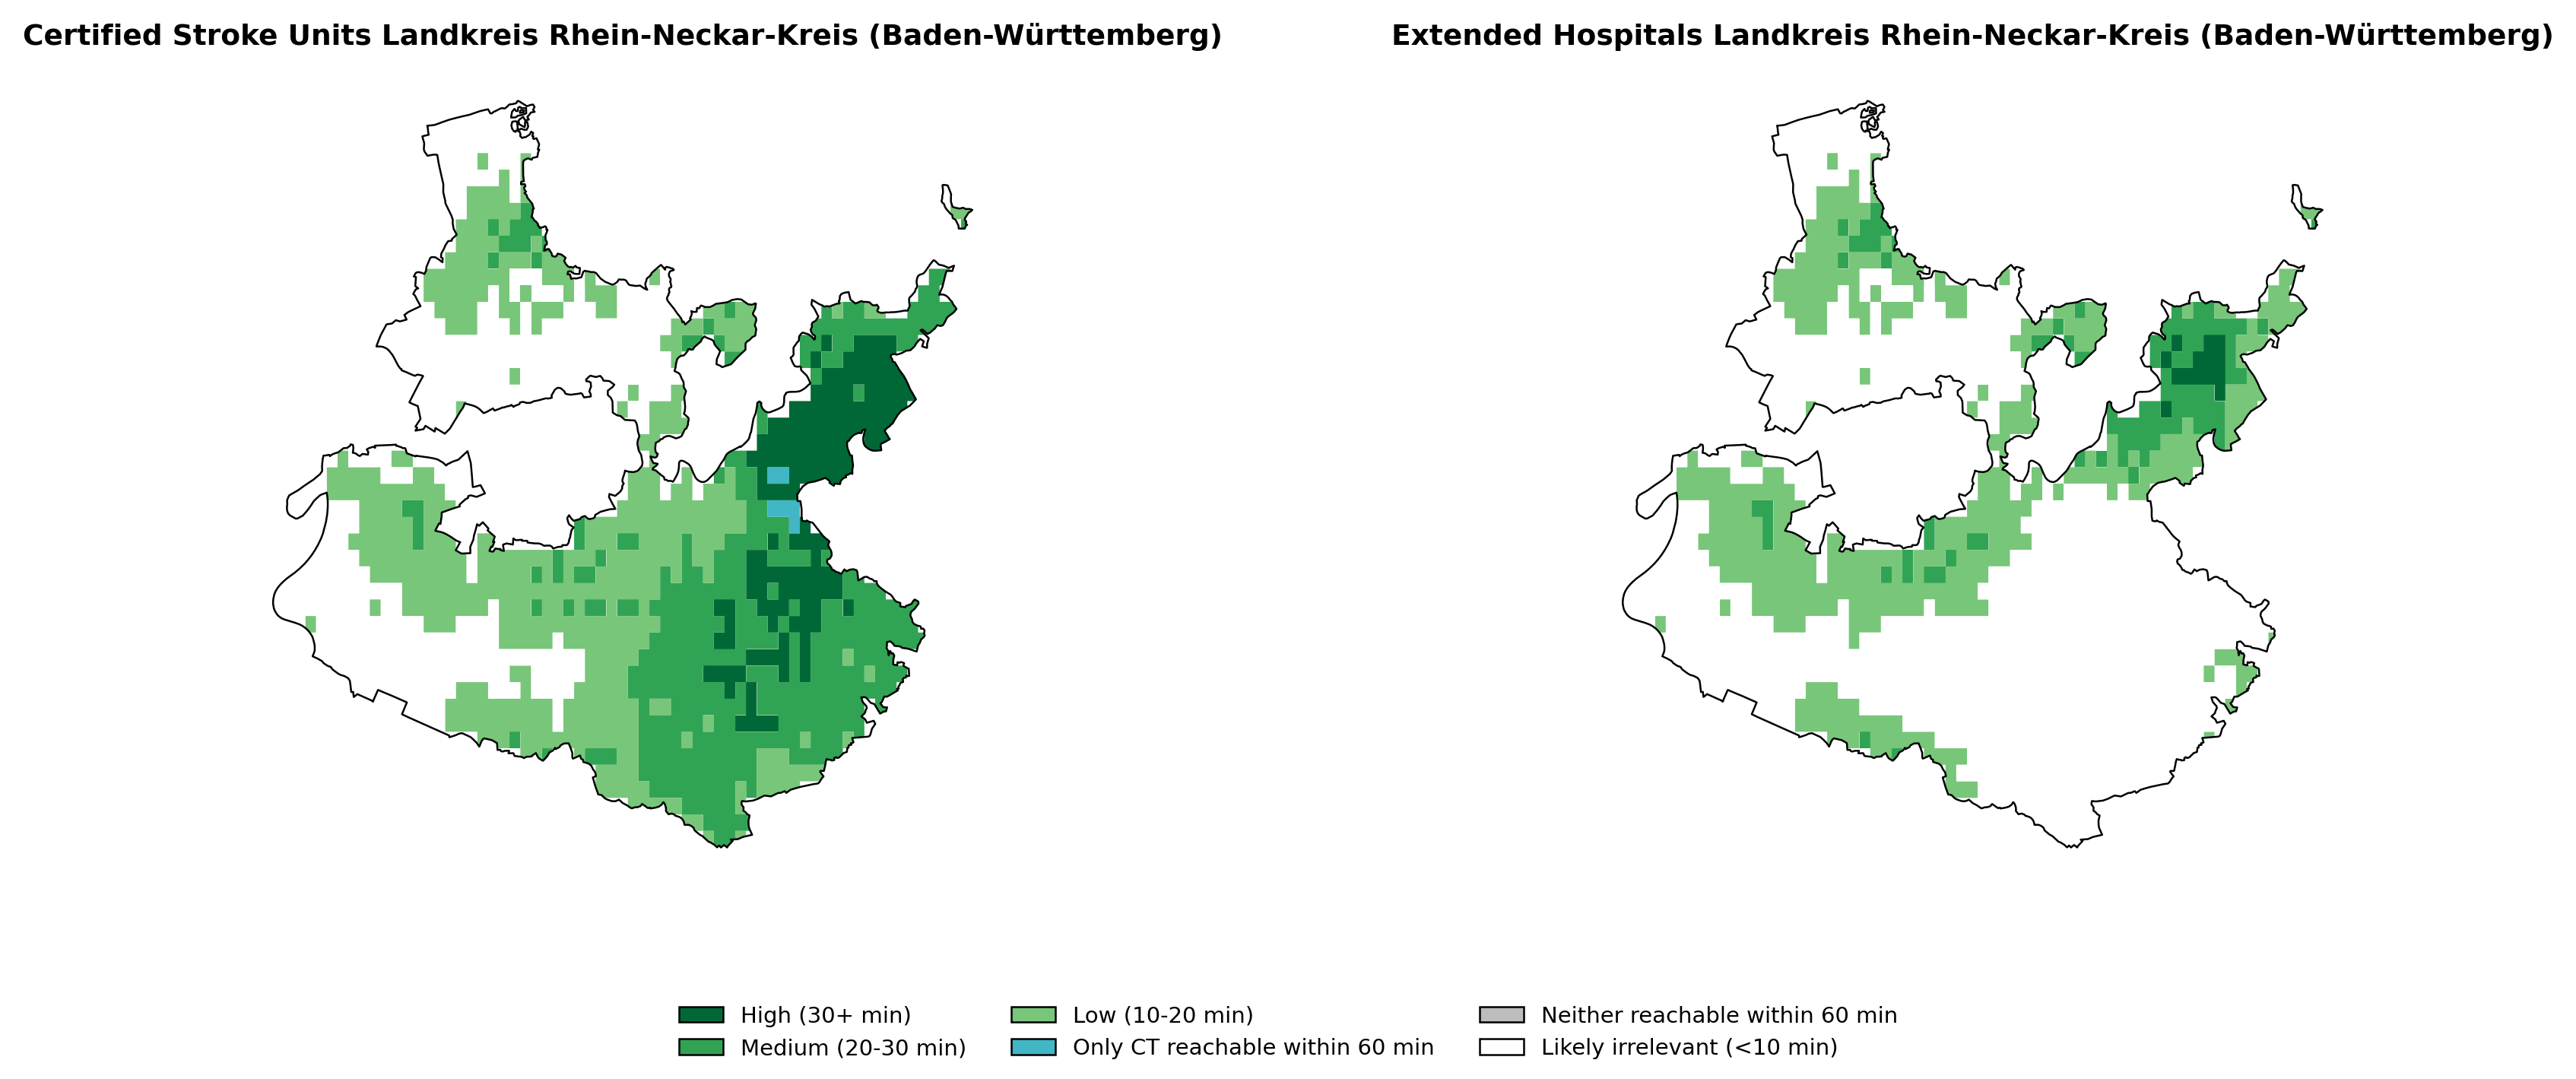 Certified Stroke Units Landkreis Rhein-Neckar-Kreis (Baden-Württemberg)
Extended Hospitals Landkreis Rhein-Neckar-Kreis (Baden-Württemberg)
High (30+ min)
Medium (20-30 min)
Low (10-20 min)
Only CT reachable within 60 min
Neither reachable within 60 min
Likely irrelevant (<10 min)